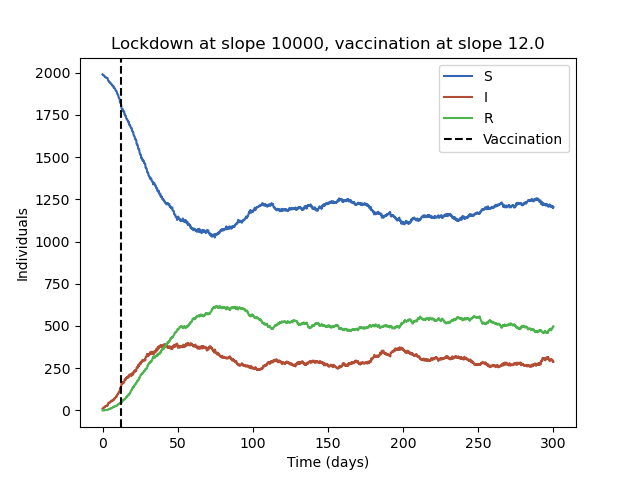 Lockdown at slope 10000, vaccination at slope 12.0
S
I
R
Vaccination
2000
1750
1500
1250
1000
750
500
250
0
Individuals
0 50 100 150 200 250 300
Time (days)